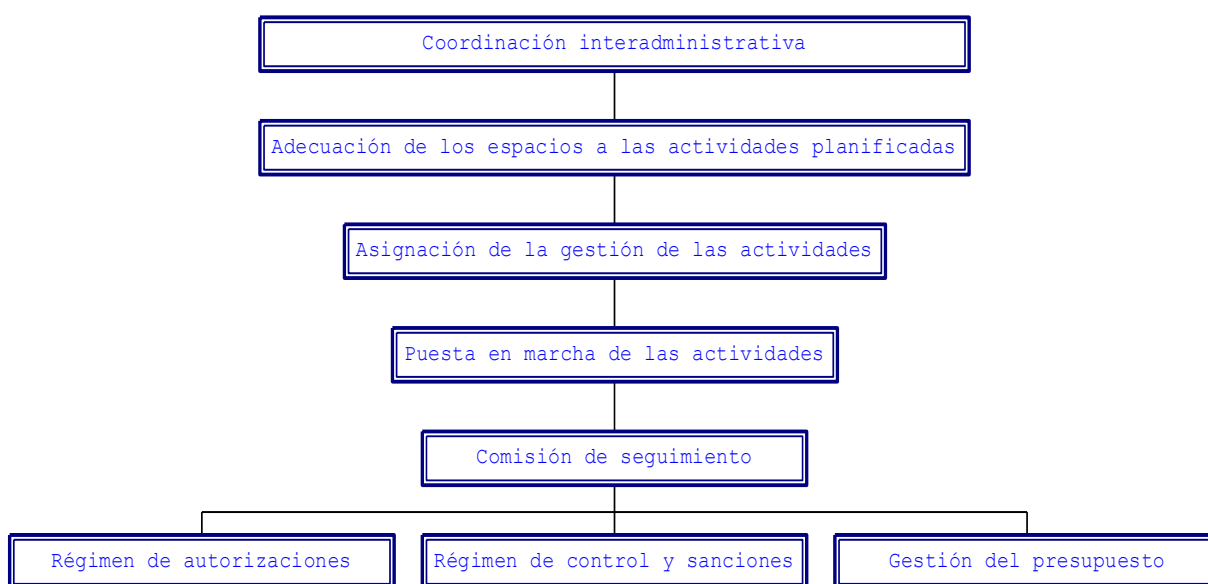 Coordinación interadministrativa
Adecuación de los espacios a las actividades planificadas
Asignación de la gestión de las actividades
Puesta en marcha de las actividades
Comisión de seguimiento
Régimen de autorizaciones
Régimen de control y sanciones
Gestión del presupuesto